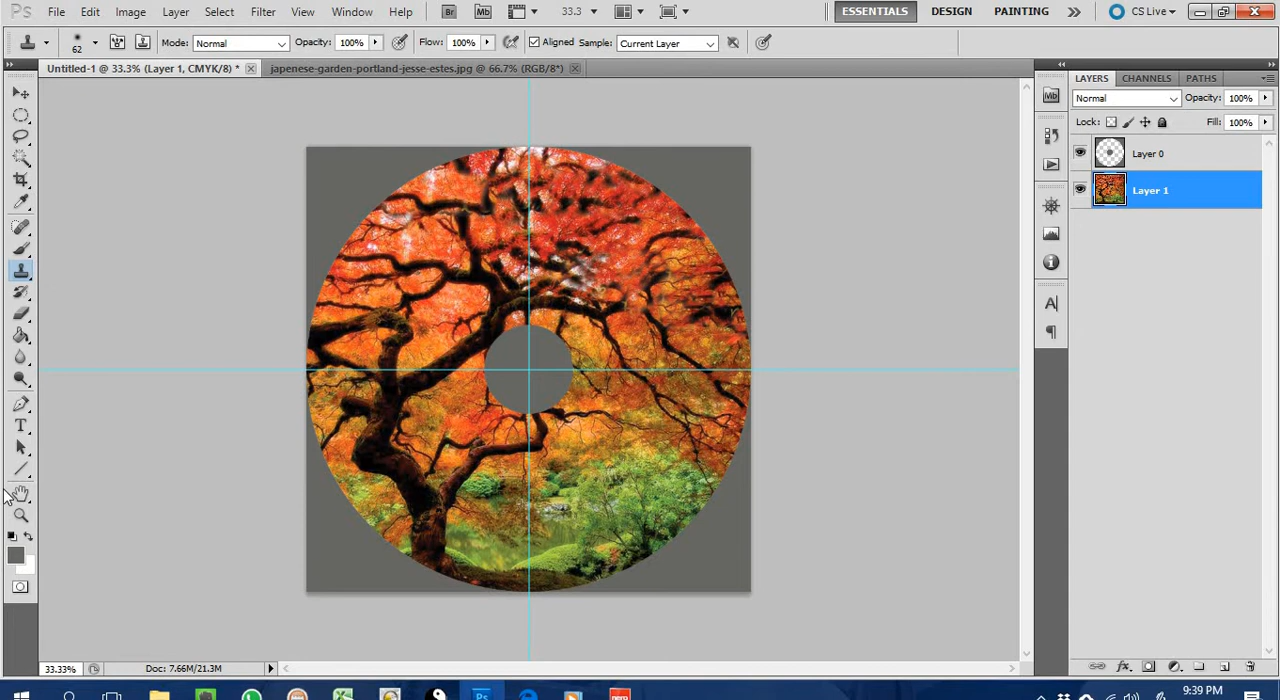 Ps File Edit Image Layer Select Filter View Window Help Br Mb 33.3 ESSENTIALS DESIGN PAINTING CS Live
62 Mode: Normal Opacity: 100% Flow: 100% Aligned Sample: Current Layer
Untitled-1 @ 33.3% (Layer 1, CMYK/8) * japenese-garden-portland-jesse-estes.jpg @ 66.7% (RGB/8*)
LAYERS CHANNELS PATHS
Mb
Normal Opacity: 100%
Lock: Fill: 100%
Layer 0
Layer 1
A
T
33.33% Doc: 7.66M/21.3M
Ps nero 9:39 PM